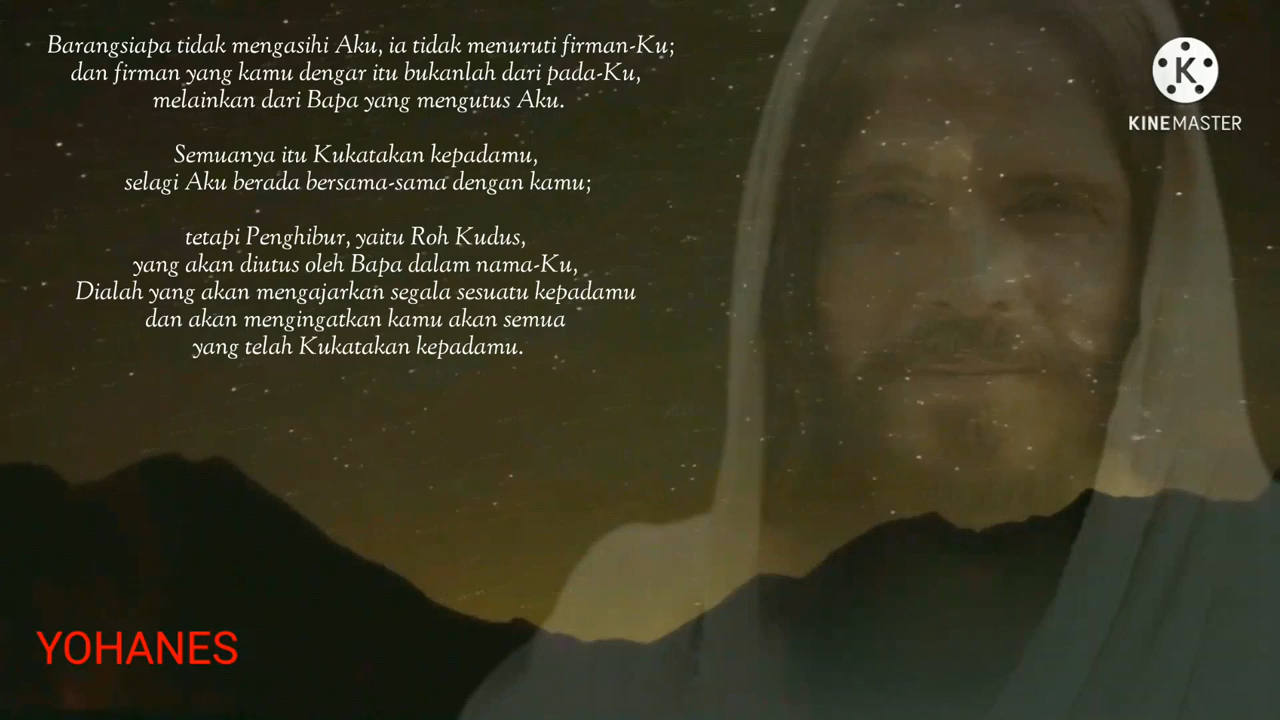 Barangsiapa tidak mengasihi Aku, ia tidak menuruti firman-Ku;
dan firman yang kamu dengar itu bukanlah dari pada-Ku,
melainkan dari Bapa yang mengutus Aku.
Semuanya itu Kukatakan kepadamu,
selagi Aku berada bersama-sama dengan kamu;
tetapi Penghibur, yaitu Roh Kudus,
yang akan diutus oleh Bapa dalam nama-Ku,
Dialah yang akan mengajarkan segala sesuatu kepadamu
dan akan mengingatkan kamu akan semua
yang telah Kukatakan kepadamu.
K
KINEMASTER
YOHANES